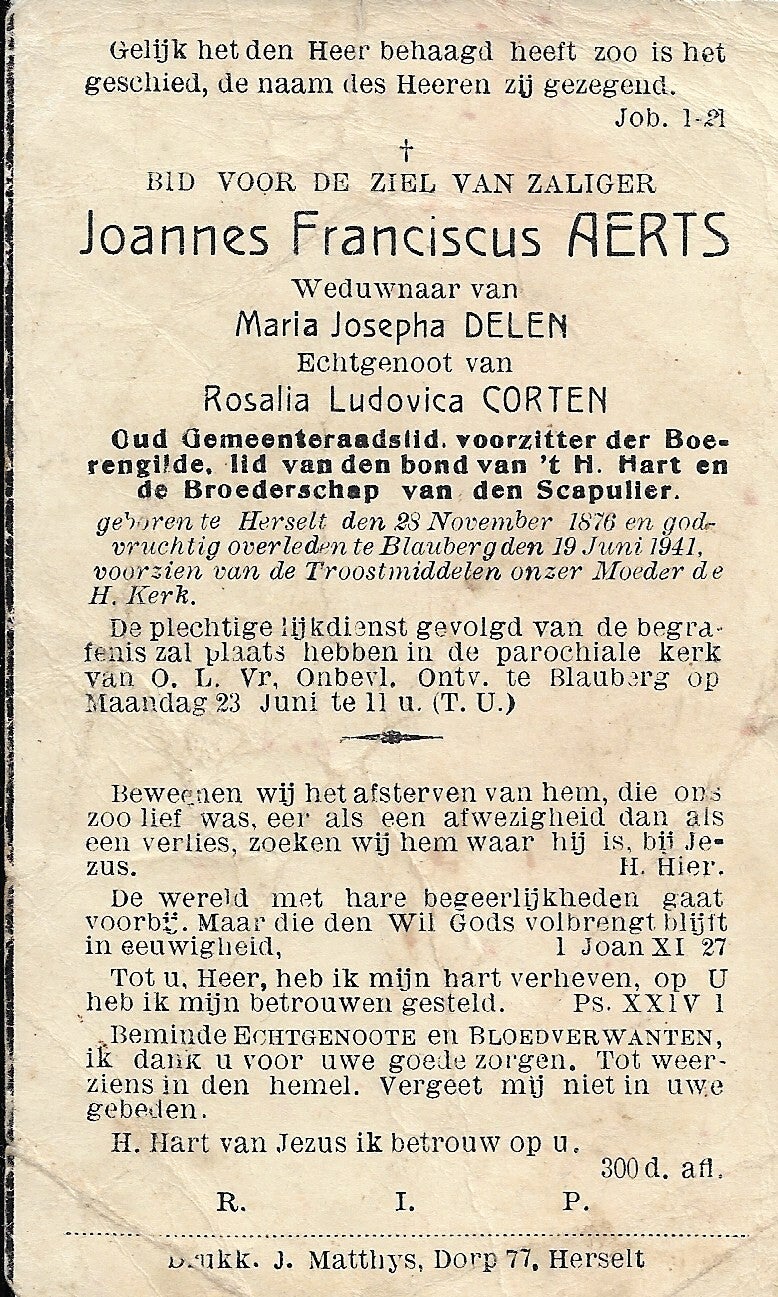 Gelijk het den Heer behaagd heeft zoo is het
geschied, de naam des Heeren zij gezegend.
Job. 1-21
†
BID VOOR DE ZIEL VAN ZALIGER
Joannes Franciscus AERTS
Weduwnaar van
Maria Josepha DELEN
Echtgenoot van
Rosalia Ludovica CORTEN
Oud Gemeenteraadslid, voorzitter der Boe-
rengilde, lid van den bond van 't H. Hart en
de Broederschap van den Scapulier.
geboren te Herselt den 28 November 1876 en god-
vruchtig overleden te Blauberg den 19 Juni 1941,
voorzien van de Troostmiddelen onzer Moeder de
H. Kerk.
De plechtige lijkdienst gevolgd van de begra-
fenis zal plaats hebben in de parochiale kerk
van O. L. Vr. Onbevl. Ontv. te Blauberg op
Maandag 23 Juni te 11 u. (T. U.)
Beweenen wij het afsterven van hem, die ons
zoo lief was, eer als een afwezigheid dan als
een verlies, zoeken wij hem waar hij is, bij Je-
zus. H. Hier.
De wereld met hare begeerlijkheden gaat
voorbij. Maar die den Wil Gods volbrengt blijft
in eeuwigheid, 1 Joan XI 27
Tot u, Heer, heb ik mijn hart verheven, op U
heb ik mijn betrouwen gesteld. Ps. XXIV 1
Beminde ECHTGENOOTE en BLOEDVERWANTEN,
ik dank u voor uwe goede zorgen. Tot weer-
ziens in den hemel. Vergeet mij niet in uwe
gebeden.
H. Hart van Jezus ik betrouw op u.
300 d. afl.
R. I. P.
Drukk. J. Matthys, Dorp 77, Herselt